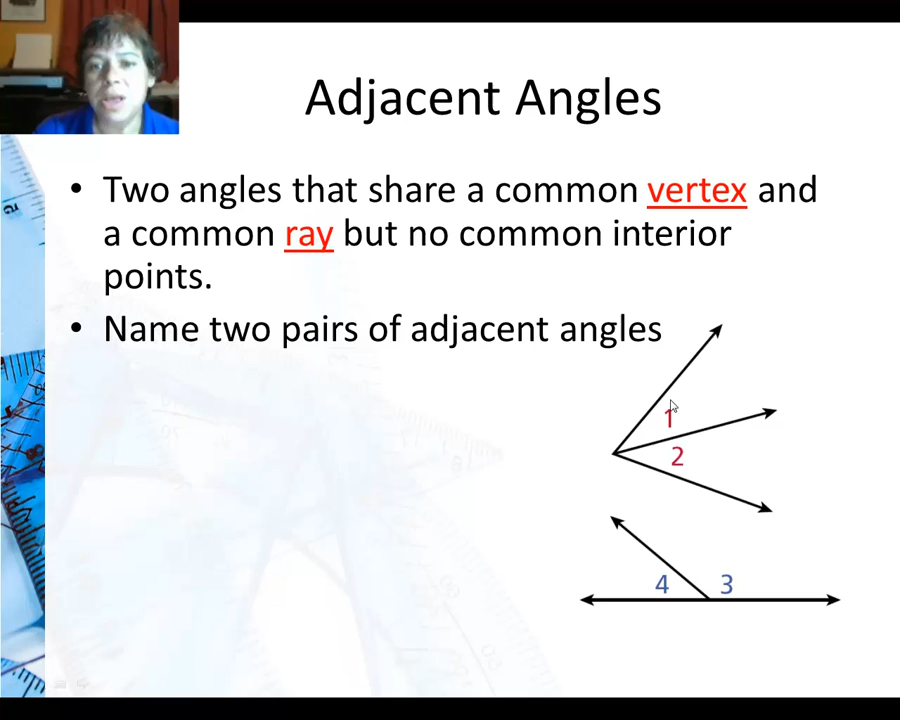 Adjacent Angles
• Two angles that share a common vertex and
a common ray but no common interior
points.
• Name two pairs of adjacent angles
1
2
4 3